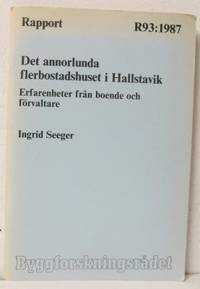 Rapport R93:1987
Det annorlunda
flerbostadshuset i Hallstavik
Erfarenheter från boende och
förvaltare
Ingrid Seeger
Byggforskningsrådet